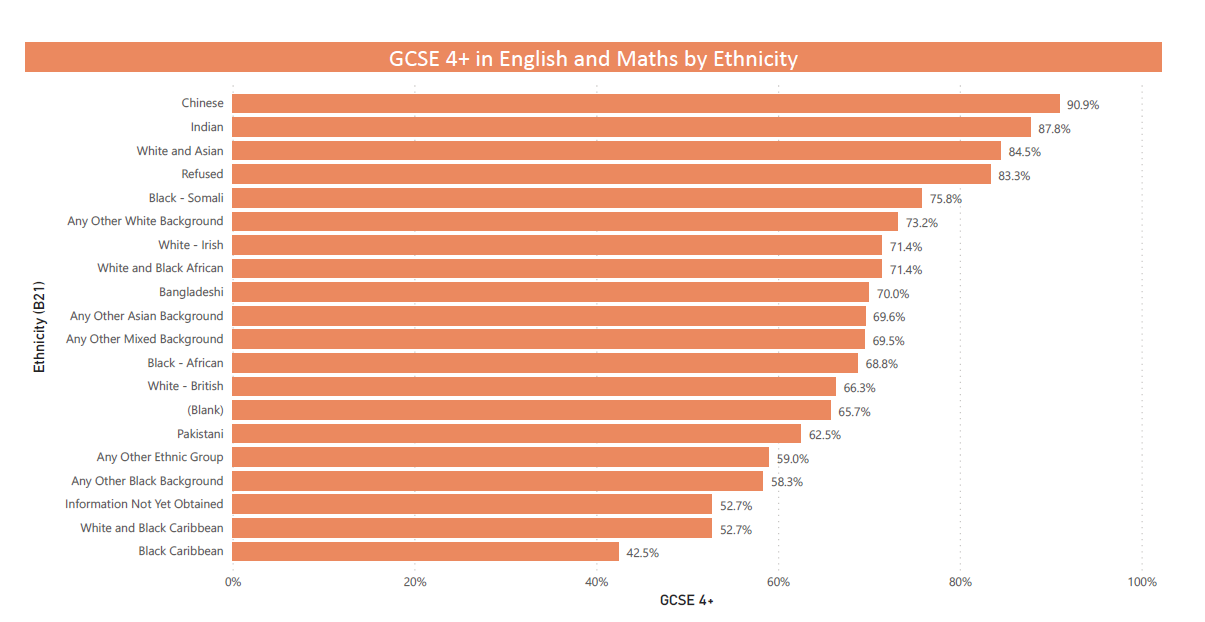 GCSE 4+ in English and Maths by Ethnicity
Ethnicity (B21)
Chinese 90.9%
Indian 87.8%
White and Asian 84.5%
Refused 83.3%
Black - Somali 75.8%
Any Other White Background 73.2%
White - Irish 71.4%
White and Black African 71.4%
Bangladeshi 70.0%
Any Other Asian Background 69.6%
Any Other Mixed Background 69.5%
Black - African 68.8%
White - British 66.3%
(Blank) 65.7%
Pakistani 62.5%
Any Other Ethnic Group 59.0%
Any Other Black Background 58.3%
Information Not Yet Obtained 52.7%
White and Black Caribbean 52.7%
Black Caribbean 42.5%
0% 20% 40% 60% 80% 100%
GCSE 4+